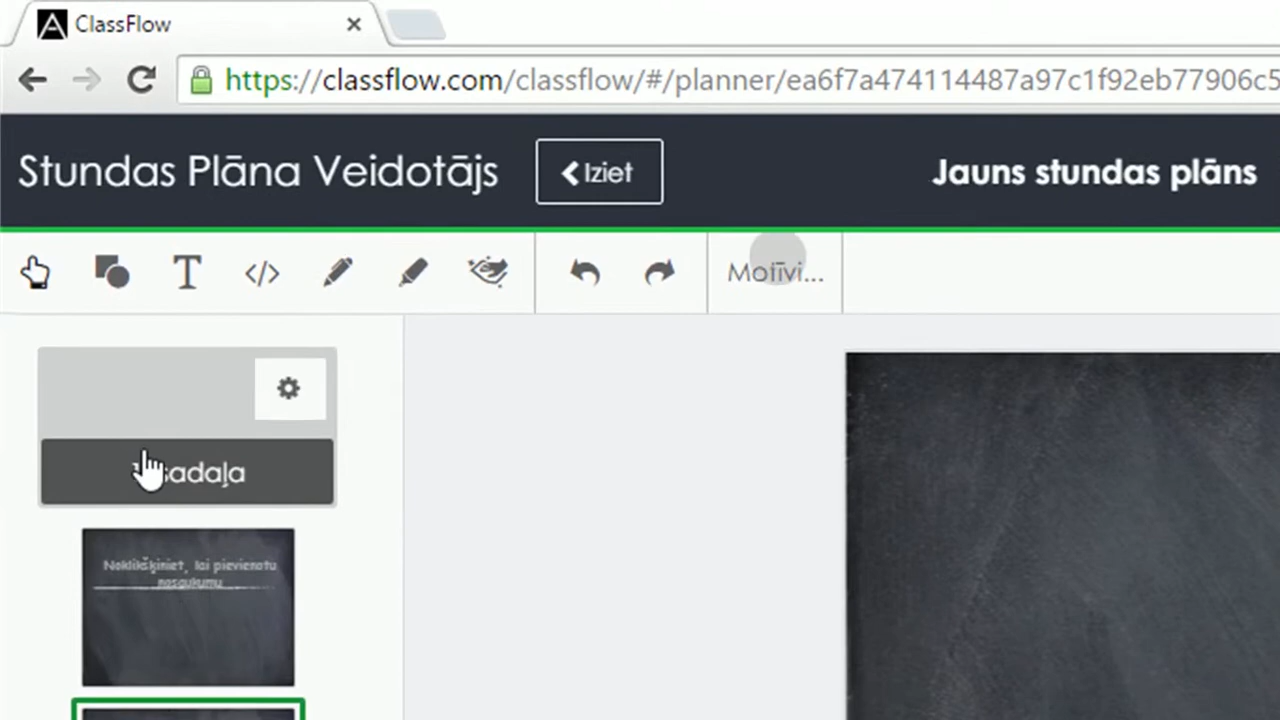 ClassFlow
https://classflow.com/classflow/#/planner/ea6f7a474114487a97c1f92eb77906c5
Stundas Plāna Veidotājs
Iziet
Jauns stundas plāns
T
</>
Motīvi...
sadaļa
Noklikšķiniet, lai pievienotu
nosaukumu